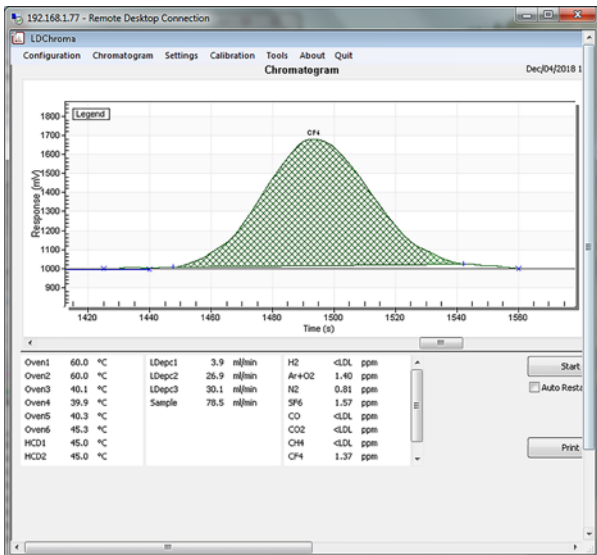 192.168.1.77 - Remote Desktop Connection
LDChroma
Configuration Chromatogram Settings Calibration Tools About Quit
Chromatogram Dec/04/2018 1
Legend
CF4
Response (mV)
1800
1700
1600
1500
1400
1300
1200
1100
1000
900
1420 1440 1460 1480 1500 1520 1540 1560
Time (s)
Oven1 60.0 °C LDepc1 3.9 ml/min H2 <LDL ppm Start
Oven2 60.0 °C LDepc2 26.9 ml/min Ar+O2 1.40 ppm
Oven3 40.1 °C LDepc3 30.1 ml/min N2 0.81 ppm Auto Resta
Oven4 39.9 °C Sample 78.5 ml/min SF6 1.57 ppm
Oven5 40.3 °C CO <LDL ppm
Oven6 45.3 °C CO2 <LDL ppm
HCD1 45.0 °C CH4 <LDL ppm Print
HCD2 45.0 °C CF4 1.37 ppm